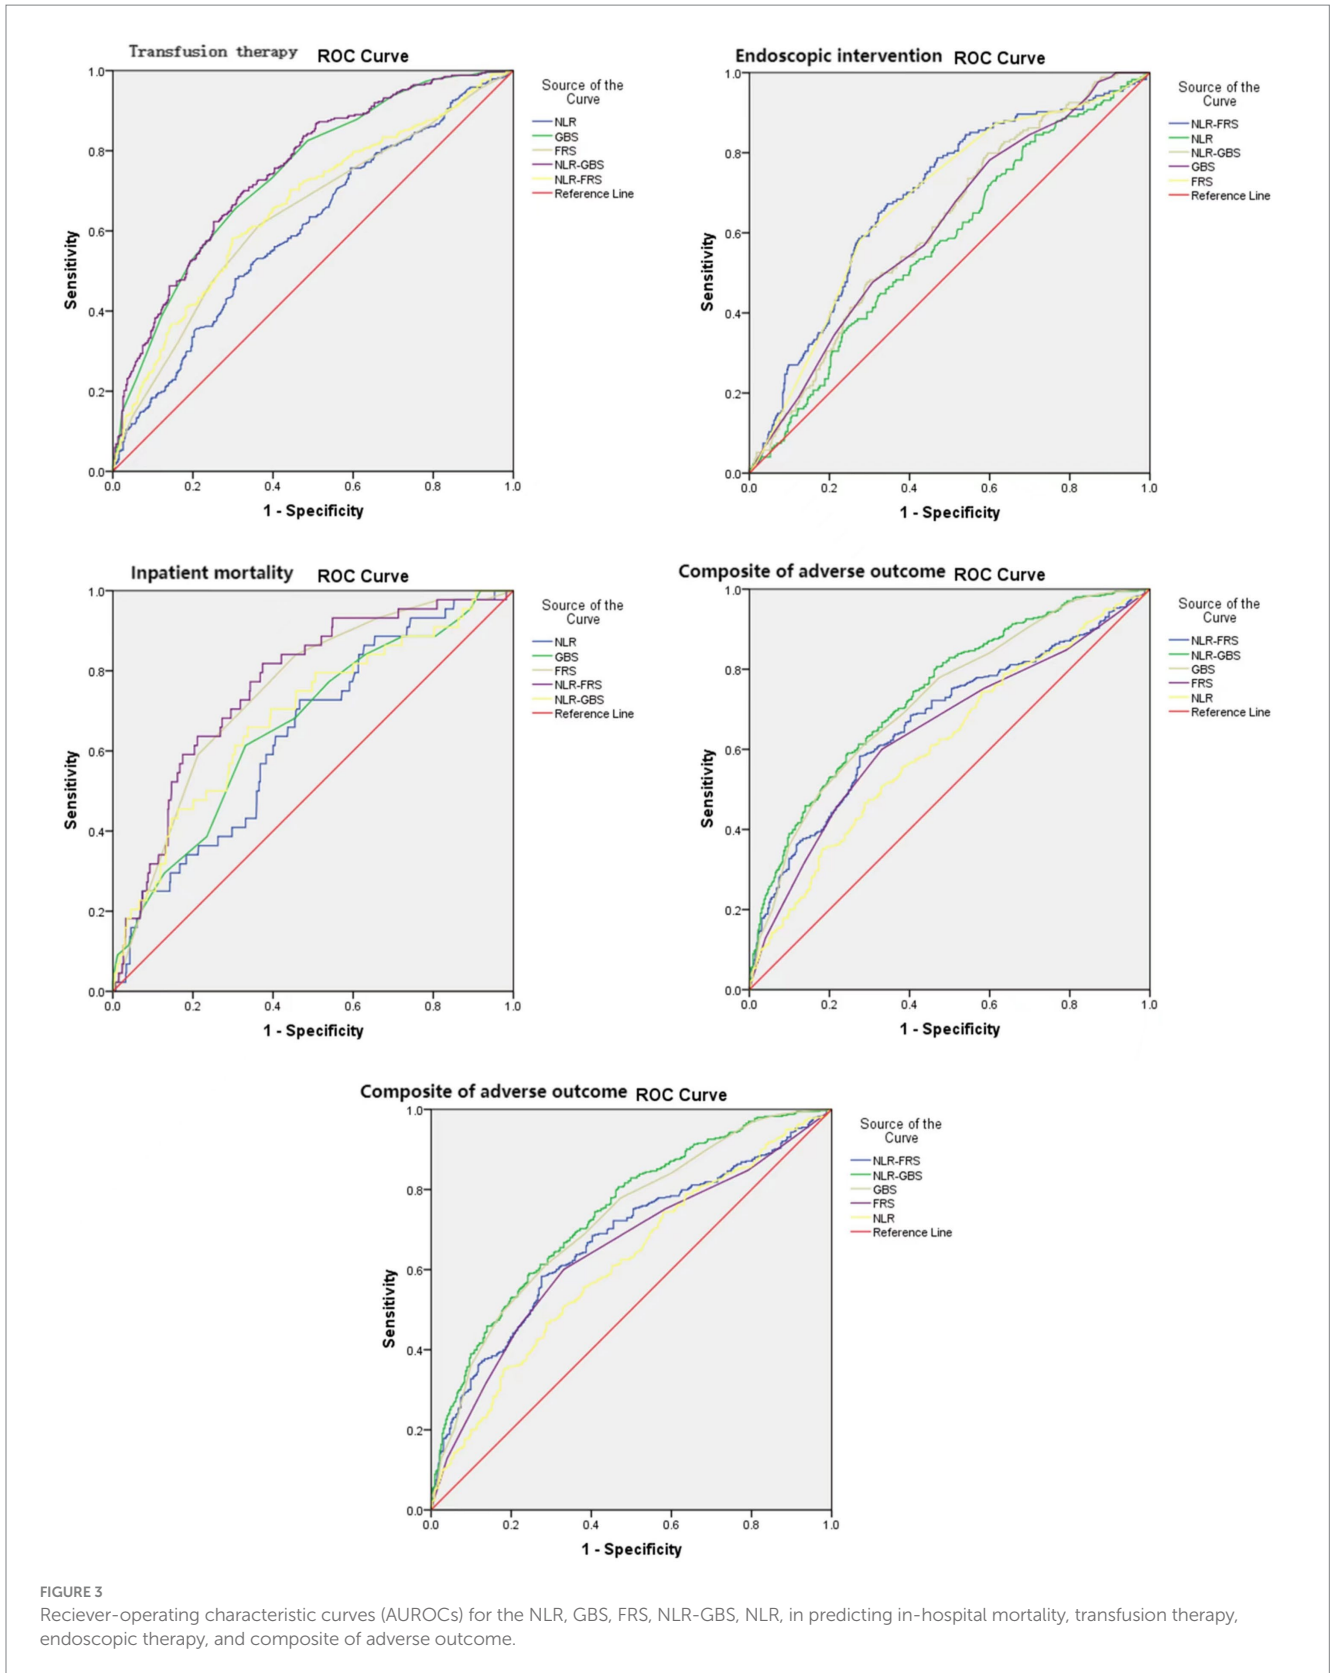 Transfusion therapy ROC Curve
Source of the
Curve
NLR
GBS
FRS
NLR-GBS
NLR-FRS
Reference Line
1.0
0.8
0.6
0.4
0.2
0.0
Sensitivity
0.0 0.2 0.4 0.6 0.8 1.0
1 - Specificity
Endoscopic intervention ROC Curve
Source of the
Curve
NLR-FRS
NLR
NLR-GBS
GBS
FRS
Reference Line
1.0
0.8
0.6
0.4
0.2
0.0
Sensitivity
0.0 0.2 0.4 0.6 0.8 1.0
1 - Specificity
Inpatient mortality ROC Curve
Source of the
Curve
NLR
GBS
FRS
NLR-FRS
NLR-GBS
Reference Line
1.0
0.8
0.6
0.4
0.2
0.0
Sensitivity
0.0 0.2 0.4 0.6 0.8 1.0
1 - Specificity
Composite of adverse outcome ROC Curve
Source of the
Curve
NLR-FRS
NLR-GBS
GBS
FRS
NLR
Reference Line
1.0
0.8
0.6
0.4
0.2
0.0
Sensitivity
0.0 0.2 0.4 0.6 0.8 1.0
1 - Specificity
Composite of adverse outcome ROC Curve
Source of the
Curve
NLR-FRS
NLR-GBS
GBS
FRS
NLR
Reference Line
1.0
0.8
0.6
0.4
0.2
0.0
Sensitivity
0.0 0.2 0.4 0.6 0.8 1.0
1 - Specificity
FIGURE 3
Reciever-operating characteristic curves (AUROCs) for the NLR, GBS, FRS, NLR-GBS, NLR, in predicting in-hospital mortality, transfusion therapy,
endoscopic therapy, and composite of adverse outcome.